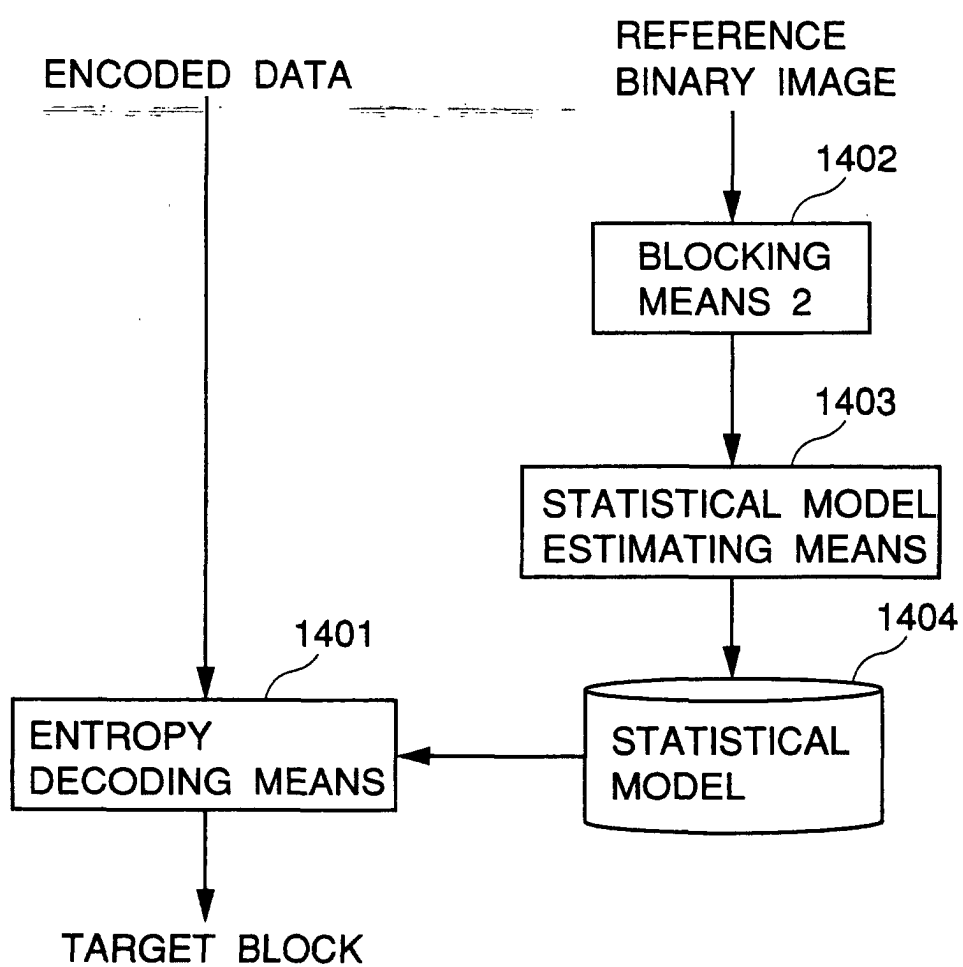 ENCODED DATA
REFERENCE
BINARY IMAGE
1402
BLOCKING
MEANS 2
1403
STATISTICAL MODEL
ESTIMATING MEANS
1404
1401
ENTROPY
DECODING MEANS
STATISTICAL
MODEL
TARGET BLOCK